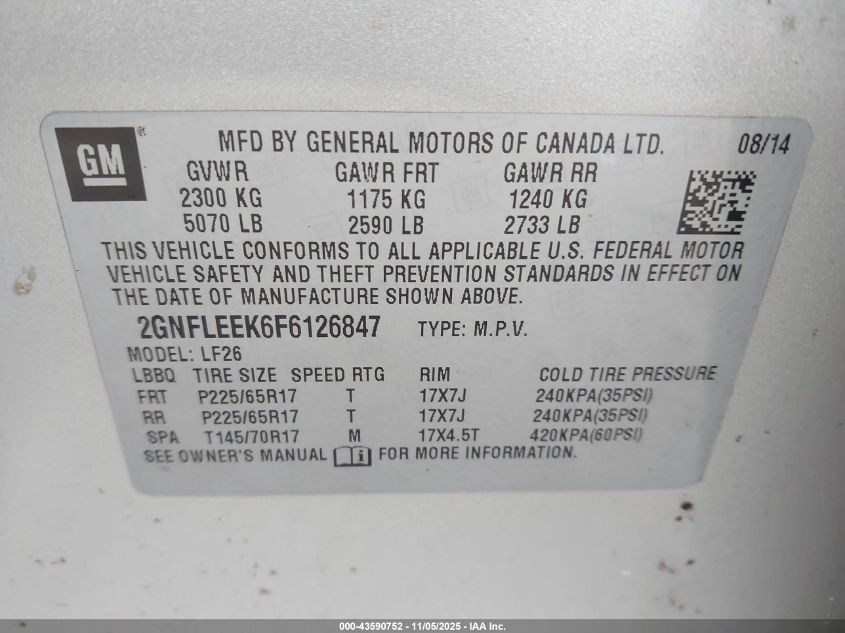 GM ® MFD BY GENERAL MOTORS OF CANADA LTD. 08/14
GVWR GAWR FRT GAWR RR
2300 KG 1175 KG 1240 KG
5070 LB 2590 LB 2733 LB
THIS VEHICLE CONFORMS TO ALL APPLICABLE U.S. FEDERAL MOTOR
VEHICLE SAFETY AND THEFT PREVENTION STANDARDS IN EFFECT ON
THE DATE OF MANUFACTURE SHOWN ABOVE.
2GNFLEEK6F6126847 TYPE: M.P.V.
MODEL: LF26
LBBQ TIRE SIZE SPEED RTG RIM COLD TIRE PRESSURE
FRT P225/65R17 T 17X7J 240KPA(35PSI)
RR P225/65R17 T 17X7J 240KPA(35PSI)
SPA T145/70R17 M 17X4.5T 420KPA(60PSI)
SEE OWNER'S MANUAL i FOR MORE INFORMATION.
000-43590752 - 11/05/2025 - IAA Inc.